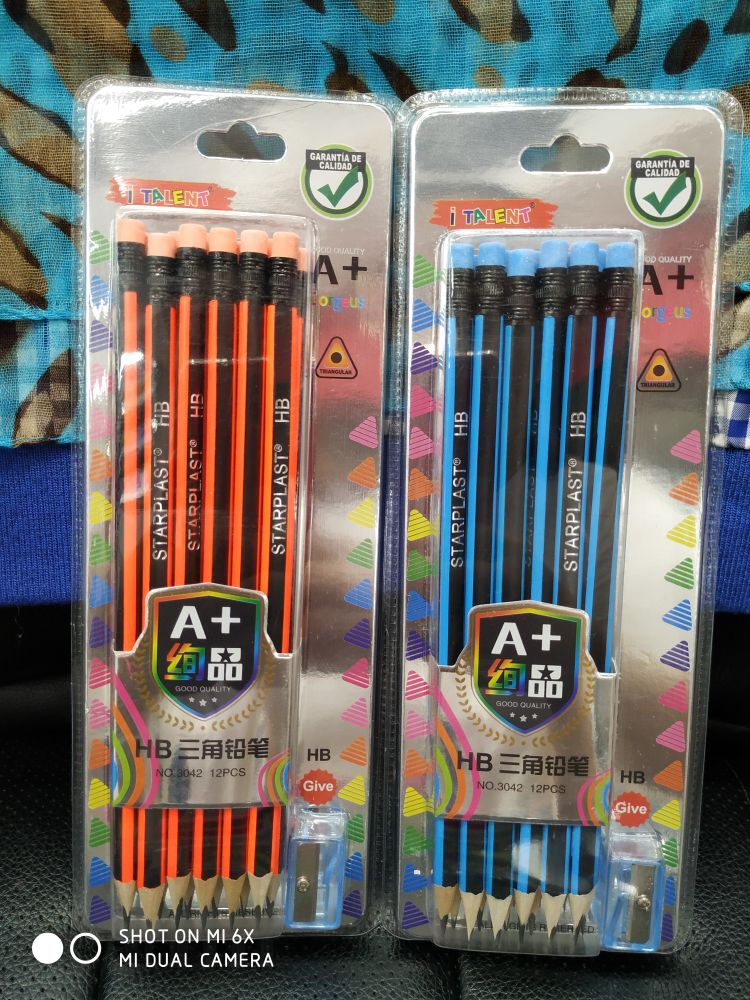 GARANTÍA DE
CALIDAD
i TALENT
A+
TRIANGULAR
STARPLAST® HB
STARPLAST® HB
STARPLAST® HB
A+
绚品
GOOD QUALITY
HB 三角铅笔
NO.3042 12PCS
HB
Give
GARANTÍA DE
CALIDAD
i TALENT
A+
TRIANGULAR
STARPLAST® HB
STARPLAST® HB
A+
绚品
GOOD QUALITY
HB 三角铅笔
NO.3042 12PCS
HB
Give
SHOT ON MI 6X
MI DUAL CAMERA